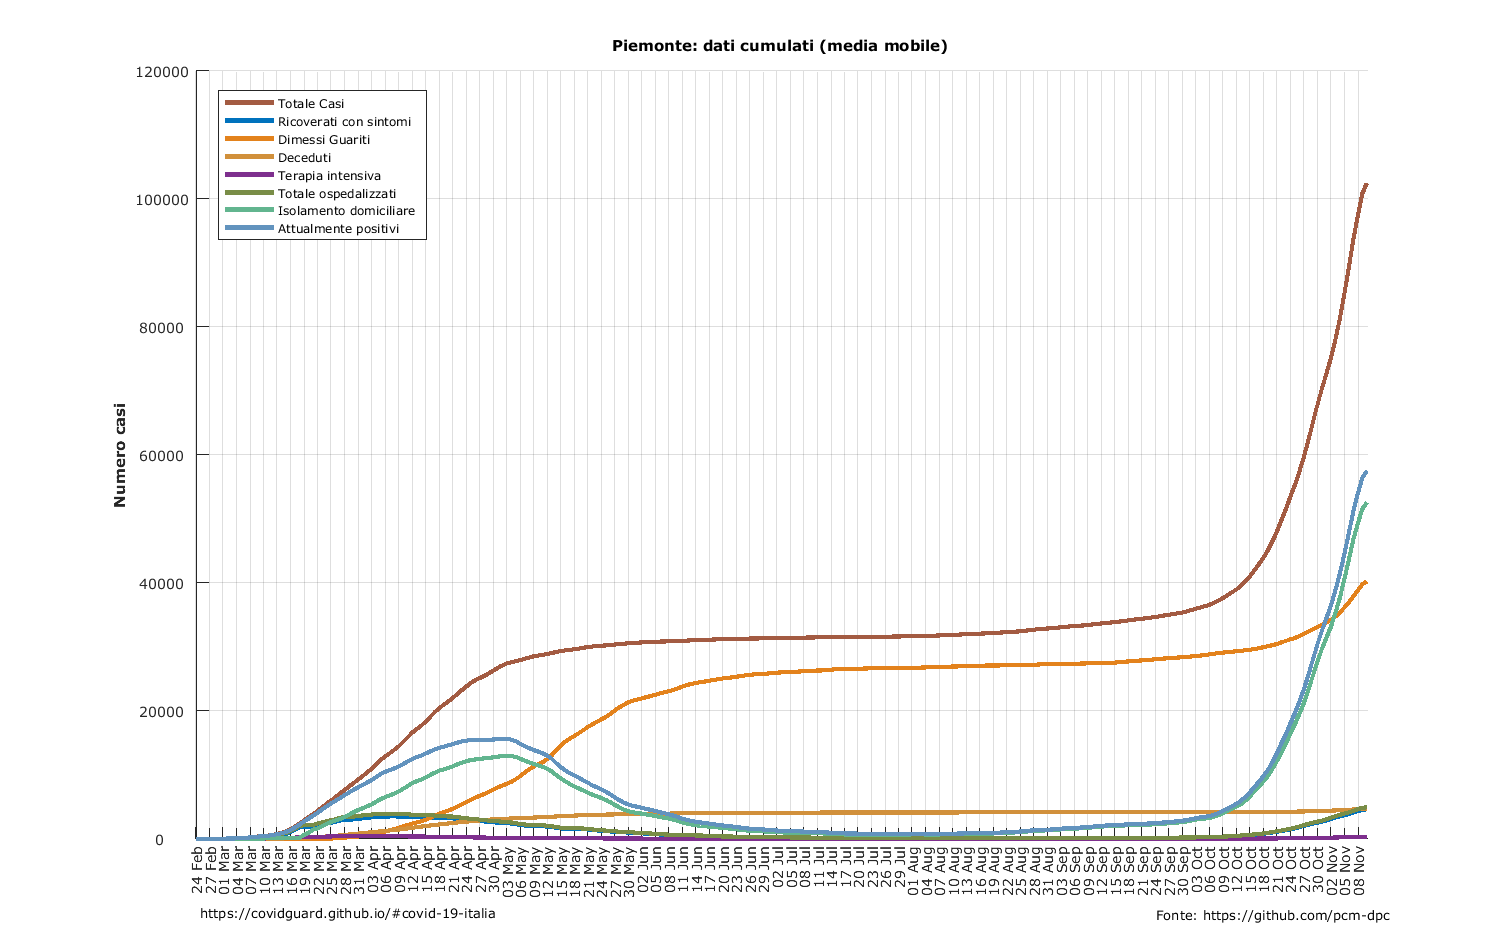 Piemonte: dati cumulati (media mobile)
120000
100000
80000
60000
40000
20000
0
Numero casi
Totale Casi
Ricoverati con sintomi
Dimessi Guariti
Deceduti
Terapia intensiva
Totale ospedalizzati
Isolamento domiciliare
Attualmente positivi
24 Feb
27 Feb
01 Mar
04 Mar
07 Mar
10 Mar
13 Mar
16 Mar
19 Mar
22 Mar
25 Mar
28 Mar
31 Mar
03 Apr
06 Apr
09 Apr
12 Apr
15 Apr
18 Apr
21 Apr
24 Apr
27 Apr
30 Apr
03 May
06 May
09 May
12 May
15 May
18 May
21 May
24 May
27 May
30 May
02 Jun
05 Jun
08 Jun
11 Jun
14 Jun
17 Jun
20 Jun
23 Jun
26 Jun
29 Jun
02 Jul
05 Jul
08 Jul
11 Jul
14 Jul
17 Jul
20 Jul
23 Jul
26 Jul
29 Jul
01 Aug
04 Aug
07 Aug
10 Aug
13 Aug
16 Aug
19 Aug
22 Aug
25 Aug
28 Aug
31 Aug
03 Sep
06 Sep
09 Sep
12 Sep
15 Sep
18 Sep
21 Sep
24 Sep
27 Sep
30 Sep
03 Oct
06 Oct
09 Oct
12 Oct
15 Oct
18 Oct
21 Oct
24 Oct
27 Oct
30 Oct
02 Nov
05 Nov
08 Nov
https://covidguard.github.io/#covid-19-italia
Fonte: https://github.com/pcm-dpc